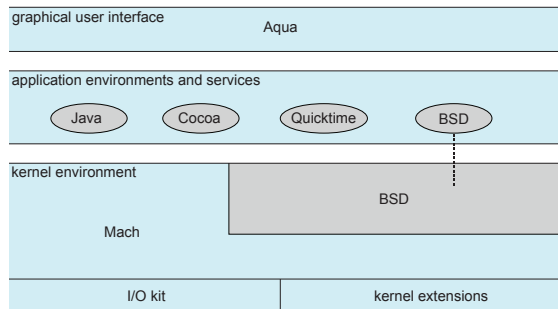 graphical user interface
Aqua
application environments and services
Java
Cocoa
Quicktime
BSD
kernel environment
BSD
Mach
I/O kit
kernel extensions